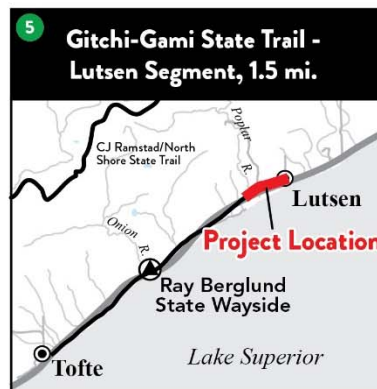 5
Gitchi-Gami State Trail -
Lutsen Segment, 1.5 mi.
CJ Ramstad/North
Shore State Trail
Poplar R.
Lutsen
Project Location
Onion R.
Ray Berglund
State Wayside
Tofte
Lake Superior